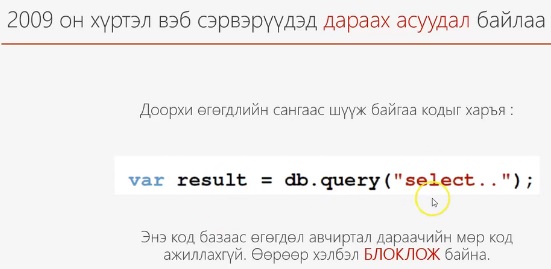 2009 он хүртэл вэб сэрвэрүүдэд дараах асуудал байлаа
Доорхи өгөгдлийн сангаас шүүж байгаа кодыг харъя :
var result = db.query("select..");
Энэ код базаас өгөгдөл авчиртал дараачийн мөр код
ажиллахгүй. Өөрөөр хэлбэл БЛОКЛОЖ байна.